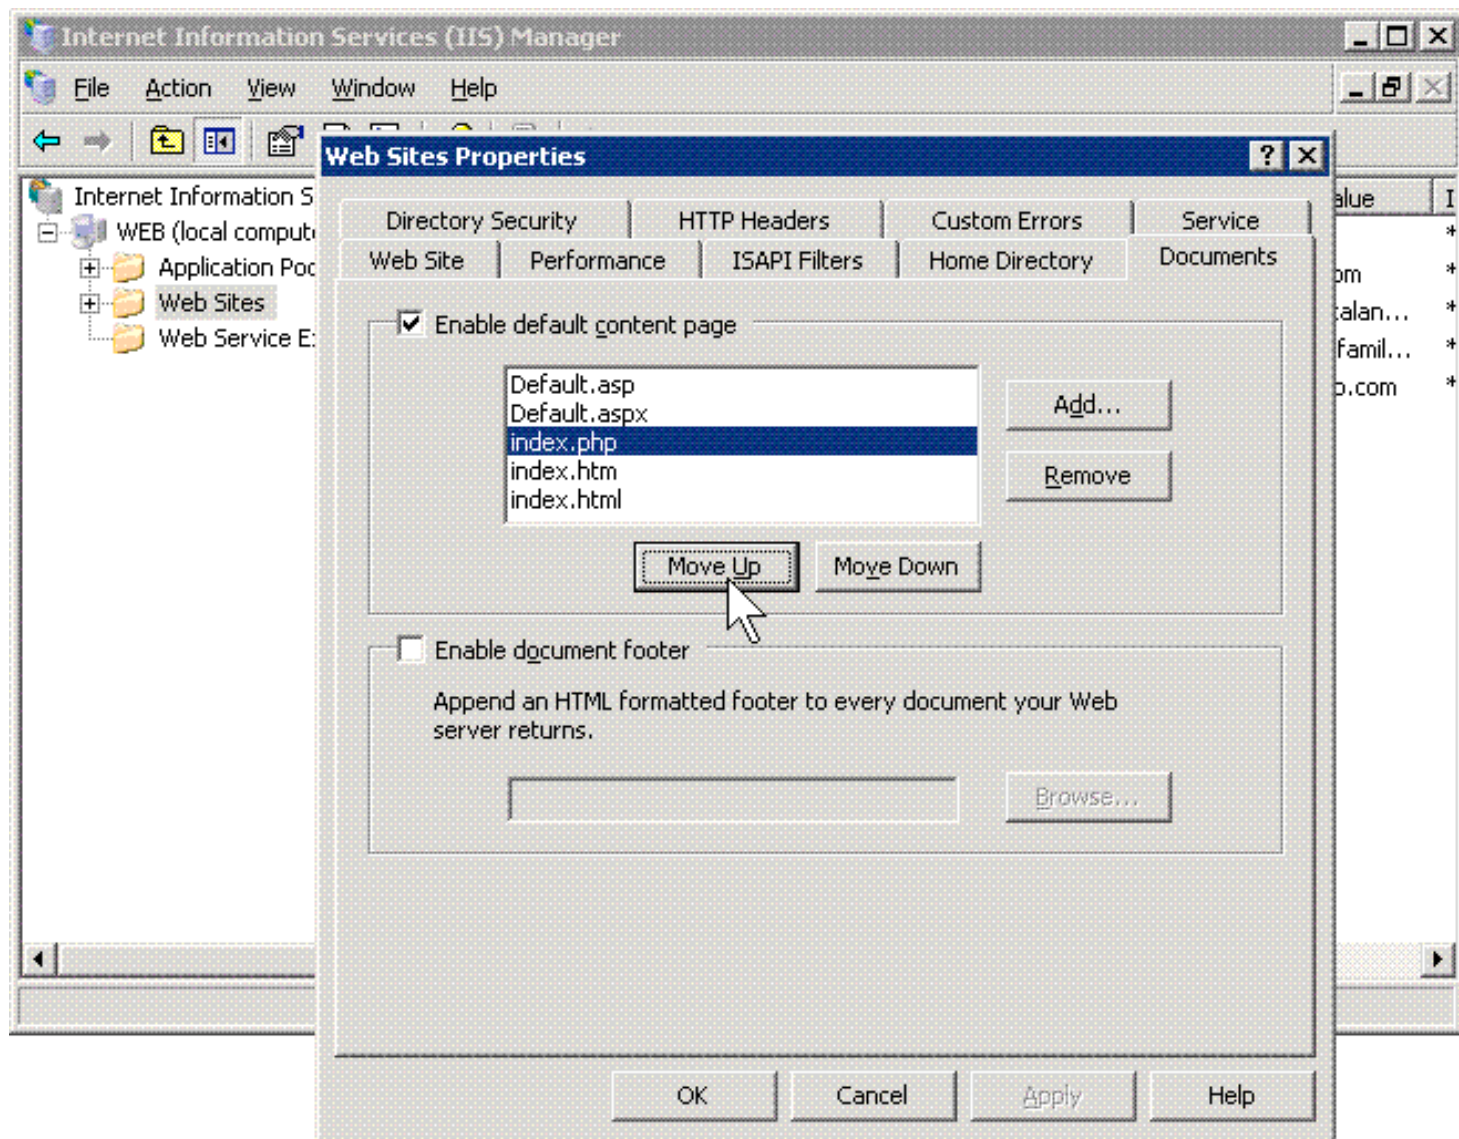 Internet Information Services (IIS) Manager
File Action View Window Help
Web Sites Properties
Internet Information S
WEB (local comput
Application Poo
Web Sites
Web Service E
Directory Security HTTP Headers Custom Errors Service
Web Site Performance ISAPI Filters Home Directory Documents
Enable default content page
Default.asp
Default.aspx
index.php
index.htm
index.html
Add...
Remove
Move Up Move Down
Enable document footer
Append an HTML formatted footer to every document your Web
server returns.
Browse...
OK Cancel Apply Help
alue I
*
om *
alan... *
famil... *
o.com *